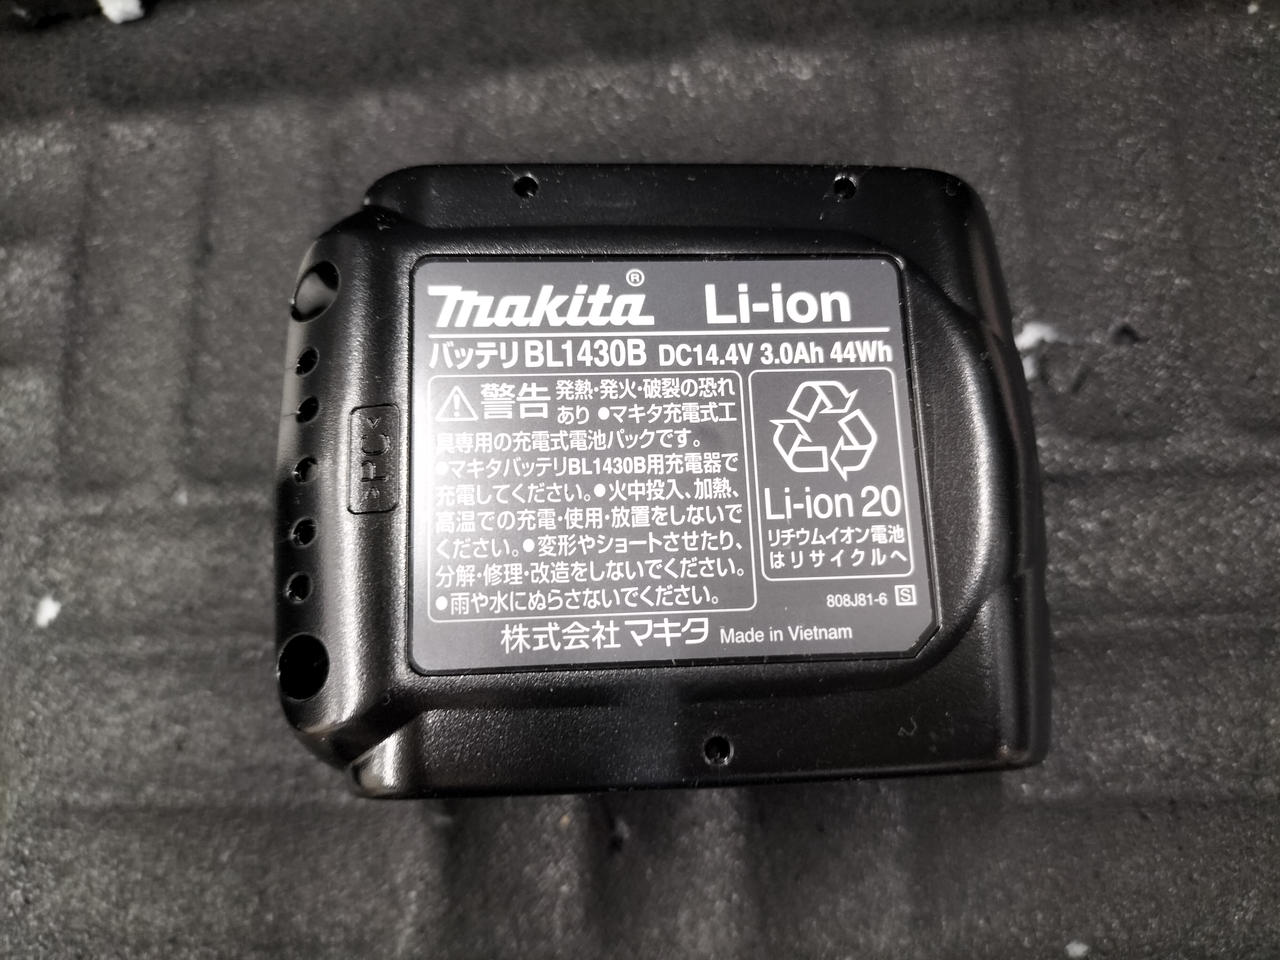 makita® Li-ion
バッテリ BL1430B DC14.4V 3.0Ah 44Wh
警告 発熱・発火・破裂の恐れ
あり ●マキタ充電式工
具専用の充電式電池パックです。
●マキタバッテリBL1430B用充電器で
充電してください。●火中投入、加熱、
高温での充電・使用・放置をしないで
ください。●変形やショートさせたり、
分解・修理・改造をしないでください。
●雨や水にぬらさないでください。
Li-ion 20
リチウムイオン電池
はリサイクルへ
808J81-6 S
株式会社マキタ Made in Vietnam
>PC<